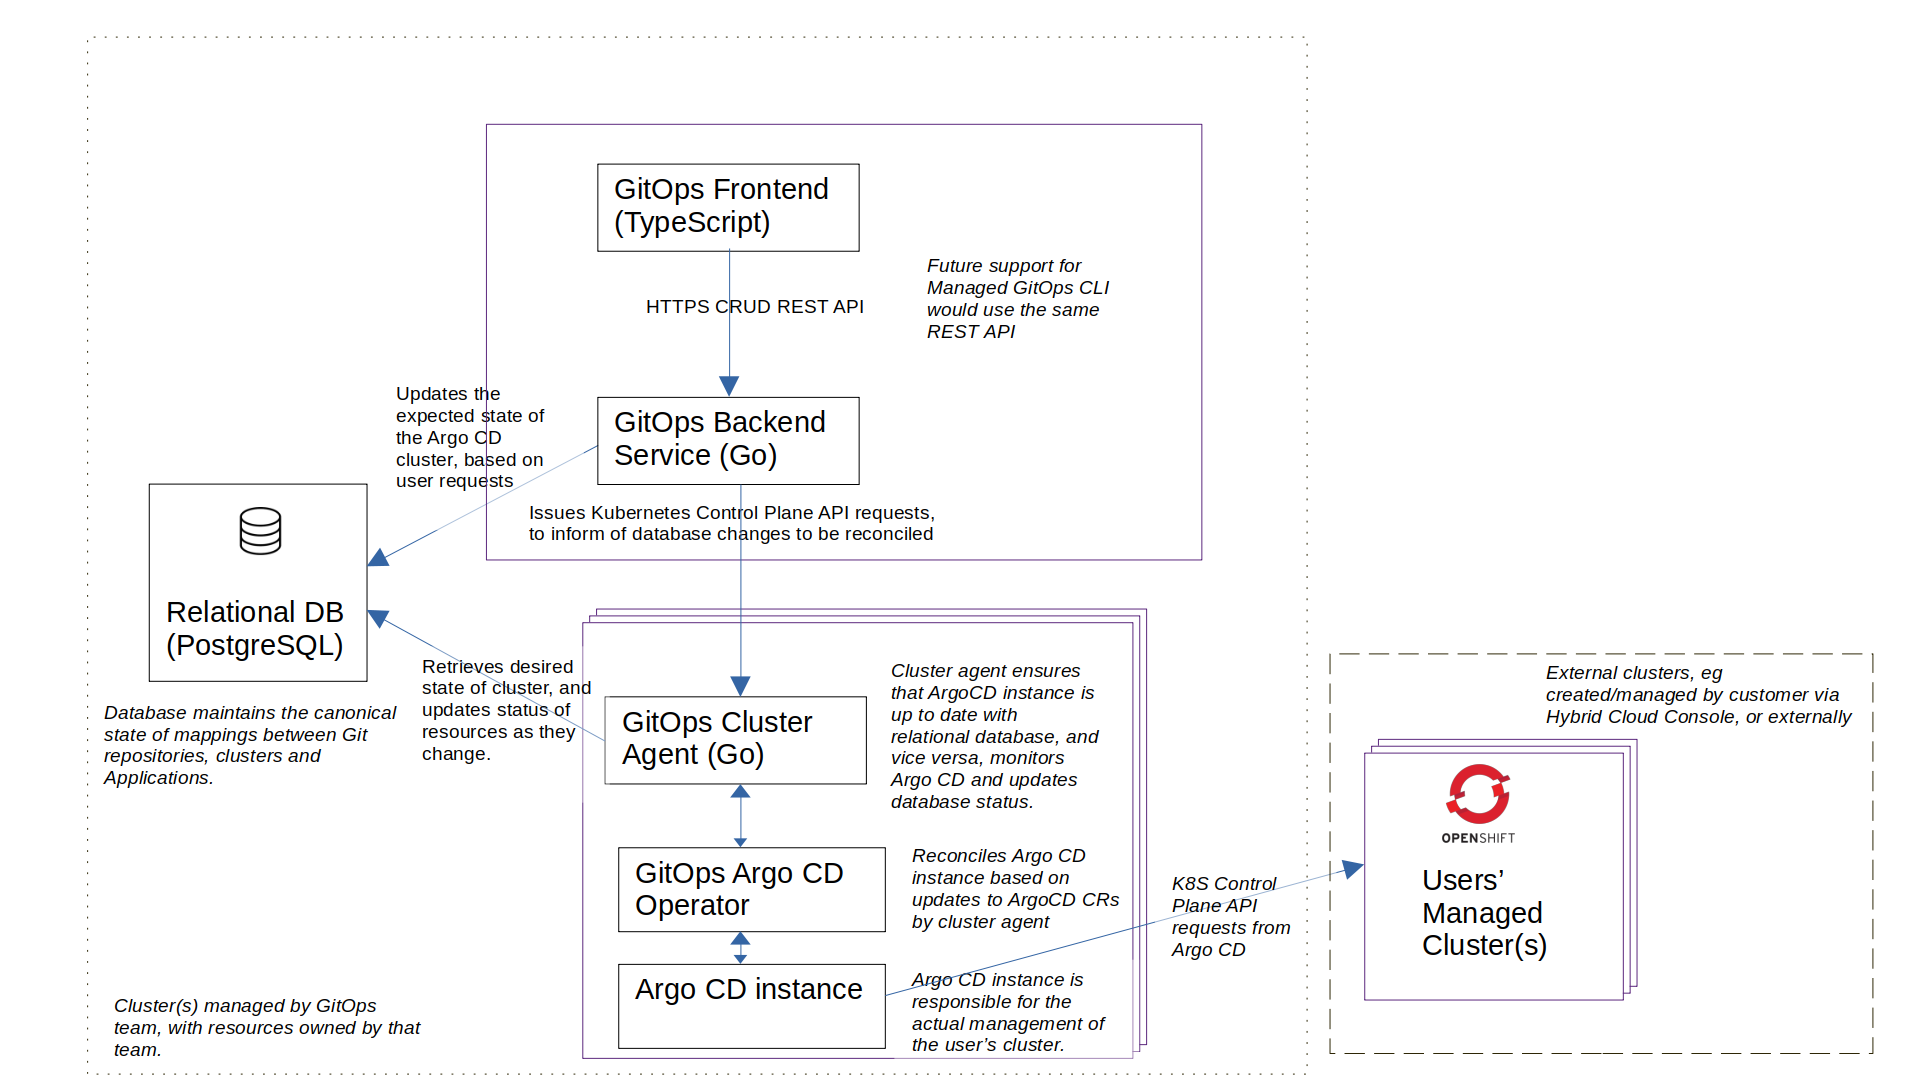 GitOps Frontend
(TypeScript)
HTTPS CRUD REST API
Future support for
Managed GitOps CLI
would use the same
REST API
Updates the
expected state of
the Argo CD
cluster, based on
user requests
GitOps Backend
Service (Go)
Issues Kubernetes Control Plane API requests,
to inform of database changes to be reconciled
Relational DB
(PostgreSQL)
Database maintains the canonical
state of mappings between Git
repositories, clusters and
Applications.
Retrieves desired
state of cluster, and
updates status of
resources as they
change.
GitOps Cluster
Agent (Go)
Cluster agent ensures
that ArgoCD instance is
up to date with
relational database, and
vice versa, monitors
Argo CD and updates
database status.
GitOps Argo CD
Operator
Reconciles Argo CD
instance based on
updates to ArgoCD CRs
by cluster agent
Argo CD instance
Argo CD instance is
responsible for the
actual management of
the user’s cluster.
K8S Control
Plane API
requests from
Argo CD
External clusters, eg
created/managed by customer via
Hybrid Cloud Console, or externally
OPENSHIFT
Users’
Managed
Cluster(s)
Cluster(s) managed by GitOps
team, with resources owned by that
team.